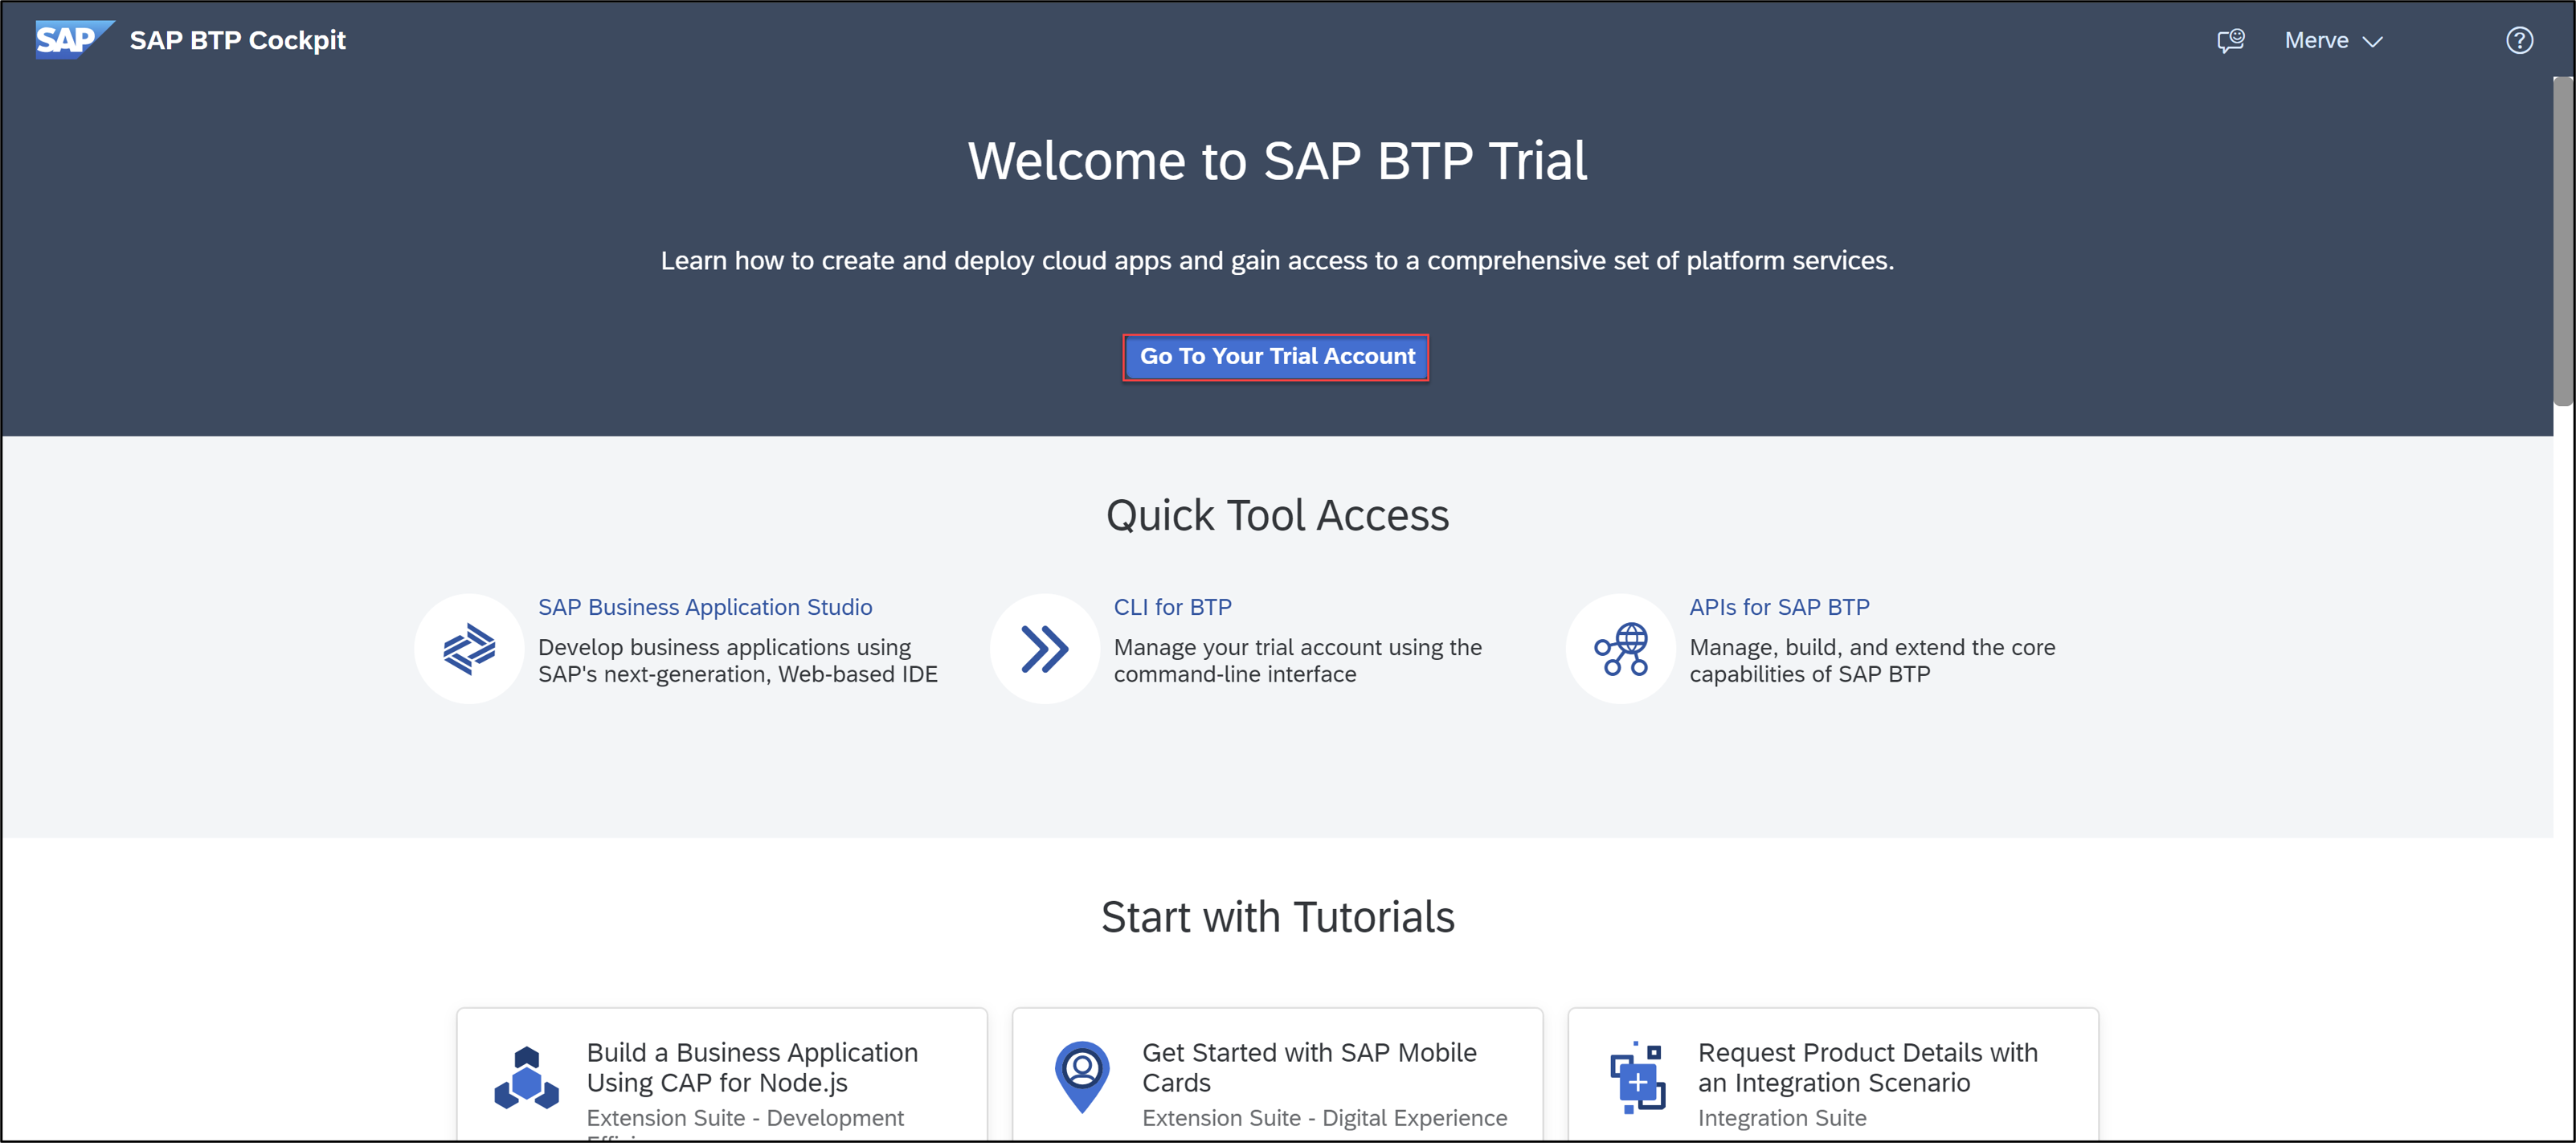 SAP SAP BTP Cockpit
Merve
Welcome to SAP BTP Trial
Learn how to create and deploy cloud apps and gain access to a comprehensive set of platform services.
Go To Your Trial Account
Quick Tool Access
SAP Business Application Studio
Develop business applications using
SAP's next-generation, Web-based IDE
CLI for BTP
Manage your trial account using the
command-line interface
APIs for SAP BTP
Manage, build, and extend the core
capabilities of SAP BTP
Start with Tutorials
Build a Business Application
Using CAP for Node.js
Extension Suite - Development
Get Started with SAP Mobile
Cards
Extension Suite - Digital Experience
Request Product Details with
an Integration Scenario
Integration Suite